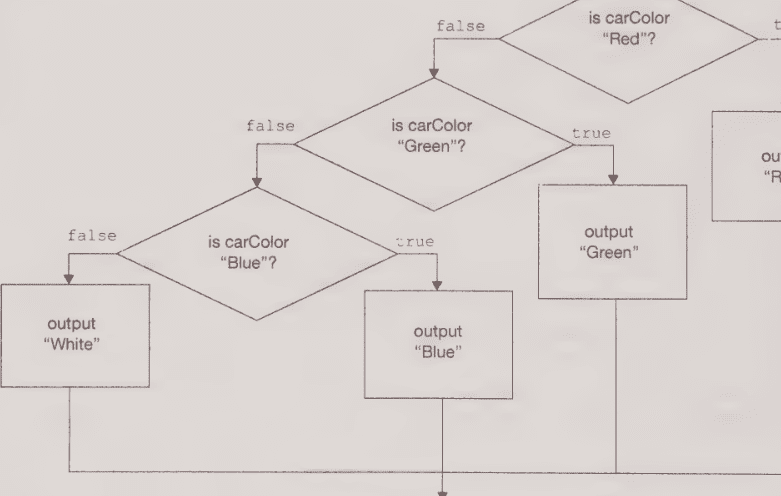 false
is carColor
"Red"?
false
is carColor
"Green"?
true
false
is carColor
"Blue"?
true
output
"Green"
output
"White"
output
"Blue"